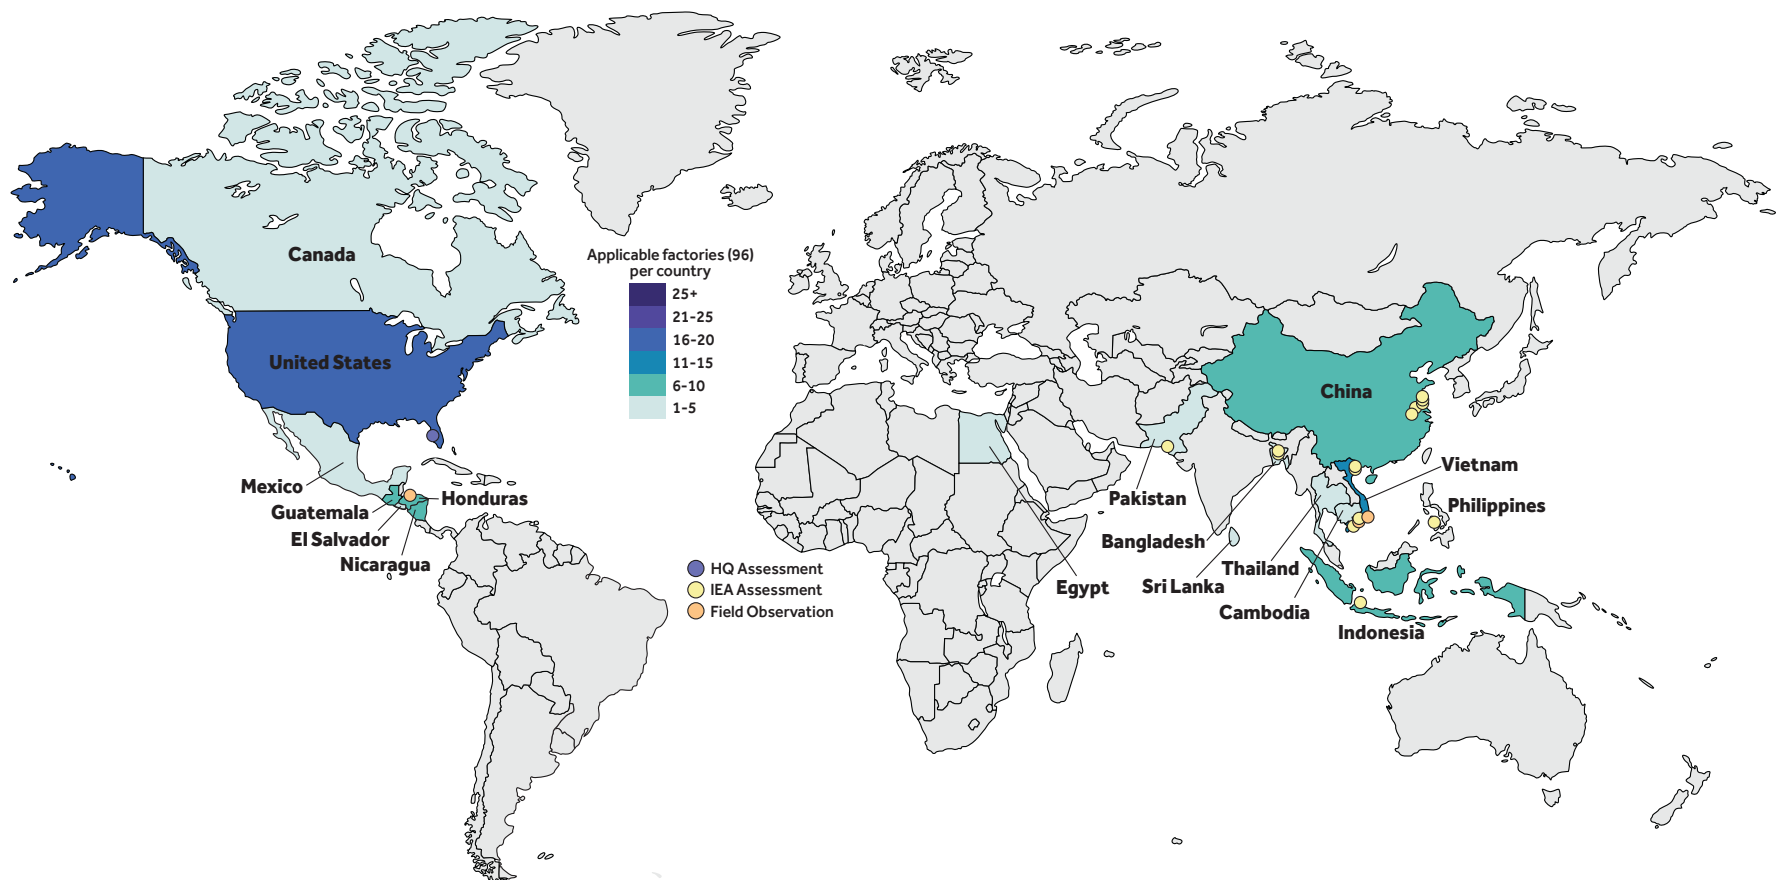 Canada
United States
Mexico
Guatemala
El Salvador
Nicaragua
Honduras
Applicable factories (96)
per country
25+
21-25
16-20
11-15
6-10
1-5
HQ Assessment
IEA Assessment
Field Observation
China
Vietnam
Philippines
Pakistan
Bangladesh
Sri Lanka
Egypt
Thailand
Cambodia
Indonesia